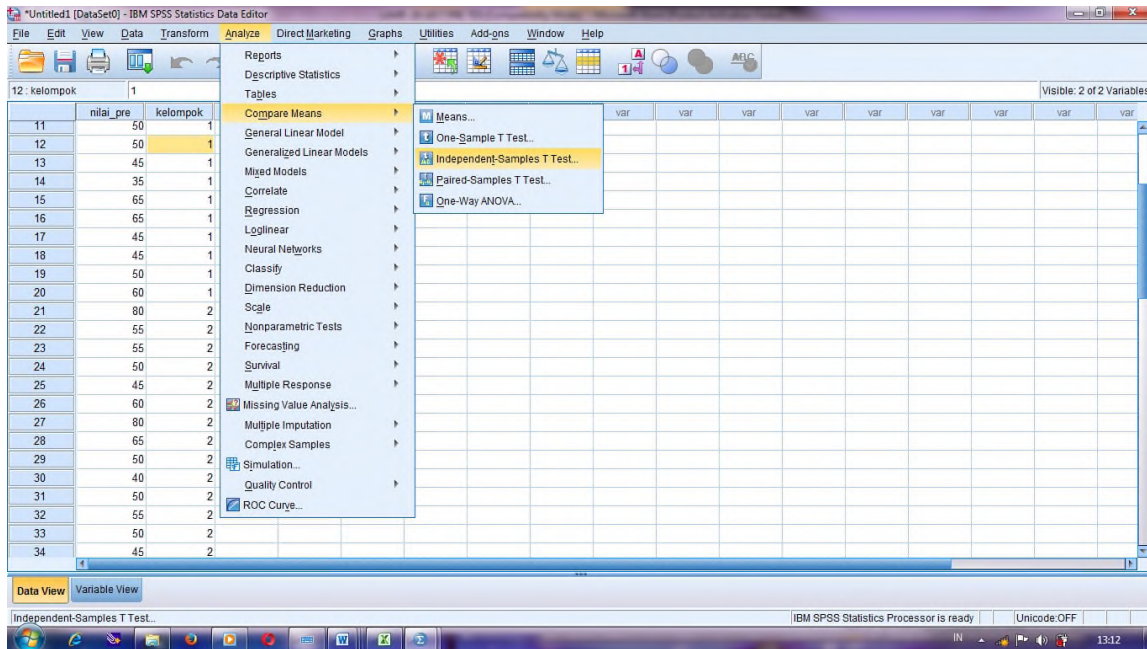 *Untitled1 [DataSet0] - IBM SPSS Statistics Data Editor
File Edit View Data Transform Analyze Direct Marketing Graphs Utilities Add-ons Window Help
12 : kelompok 1
Visible: 2 of 2 Variables
nilai_pre kelompok var var var var var var var var
11 50 1
12 50 1
13 45 1
14 35 1
15 65 1
16 65 1
17 45 1
18 45 1
19 50 1
20 60 1
21 80 2
22 55 2
23 55 2
24 50 2
25 45 2
26 60 2
27 80 2
28 65 2
29 50 2
30 40 2
31 50 2
32 55 2
33 50 2
34 45 2
Reports
Descriptive Statistics
Tables
Compare Means
General Linear Model
Generalized Linear Models
Mixed Models
Correlate
Regression
Loglinear
Neural Networks
Classify
Dimension Reduction
Scale
Nonparametric Tests
Forecasting
Survival
Multiple Response
Missing Value Analysis...
Multiple Imputation
Complex Samples
Simulation...
Quality Control
ROC Curve...
Means...
One-Sample T Test...
Independent-Samples T Test...
Paired-Samples T Test...
One-Way ANOVA...
Data View Variable View
Independent-Samples T Test...
IBM SPSS Statistics Processor is ready
Unicode:OFF
IN
13:12